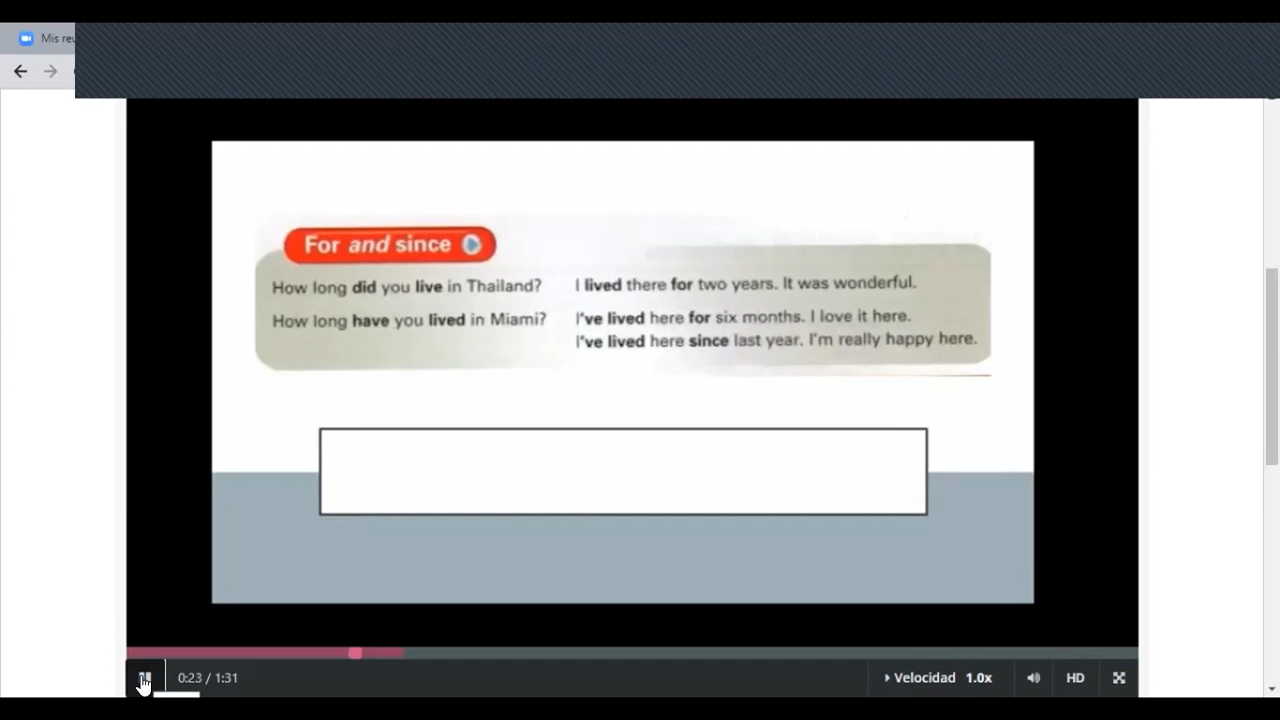 Mis reu
For and since
How long did you live in Thailand? I lived there for two years. It was wonderful.
How long have you lived in Miami? I've lived here for six months. I love it here.
I've lived here since last year. I'm really happy here.
0:23 / 1:31 Velocidad 1.0x HD